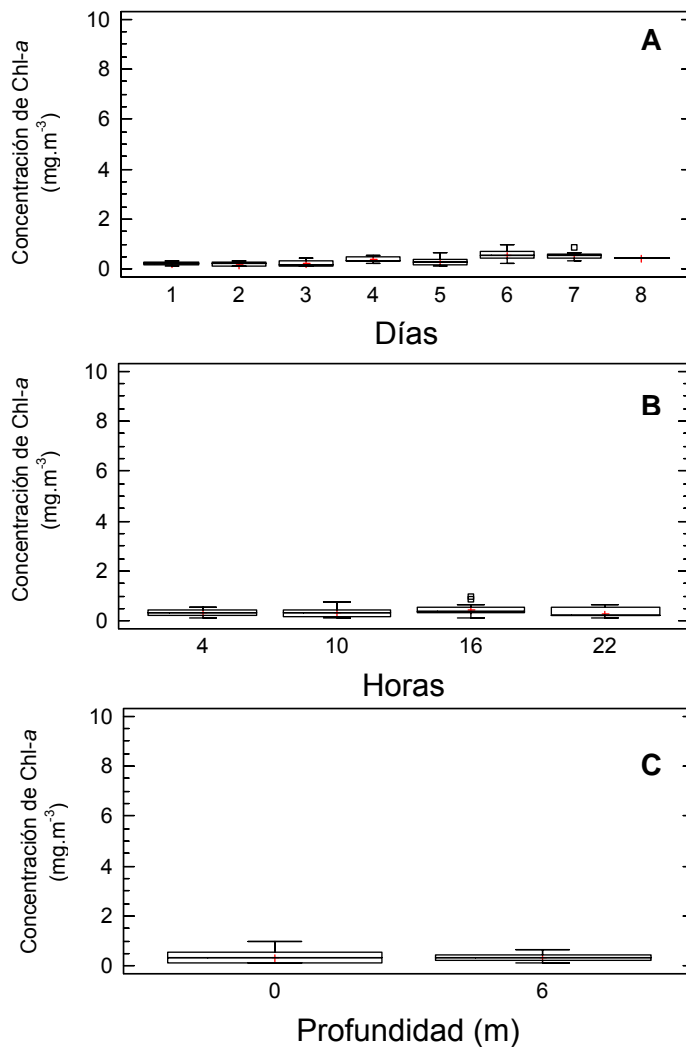 10
8
6
4
2
0
Concentración de Chl-a
(mg.m-3)
A
1 2 3 4 5 6 7 8
Días
10
8
6
4
2
0
Concentración de Chl-a
(mg.m-3)
B
4 10 16 22
Horas
10
8
6
4
2
0
Concentración de Chl-a
(mg.m-3)
C
0 6
Profundidad (m)